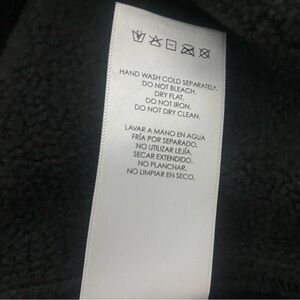 HAND WASH COLD SEPARATELY.
DO NOT BLEACH.
DRY FLAT.
DO NOT IRON.
DO NOT DRY CLEAN.
LAVAR A MANO EN AGUA
FRÍA POR SEPARADO.
NO UTILIZAR LEJÍA.
SECAR EXTENDIDO.
NO PLANCHAR.
NO LIMPIAR EN SECO.